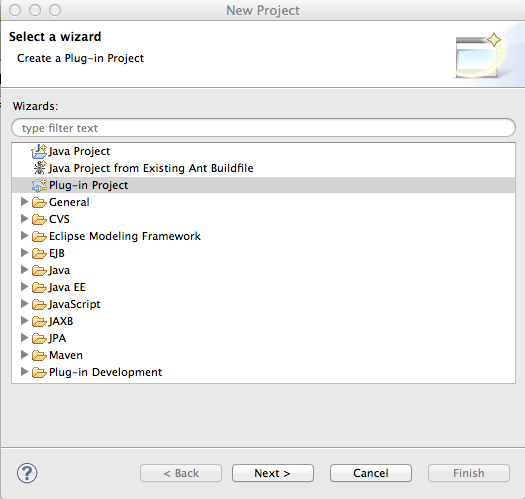 New Project
Select a wizard
Create a Plug-in Project
Wizards:
type filter text
Java Project
Java Project from Existing Ant Buildfile
Plug-in Project
General
CVS
Eclipse Modeling Framework
EJB
Java
Java EE
JavaScript
JAXB
JPA
Maven
Plug-in Development
? < Back Next > Cancel Finish